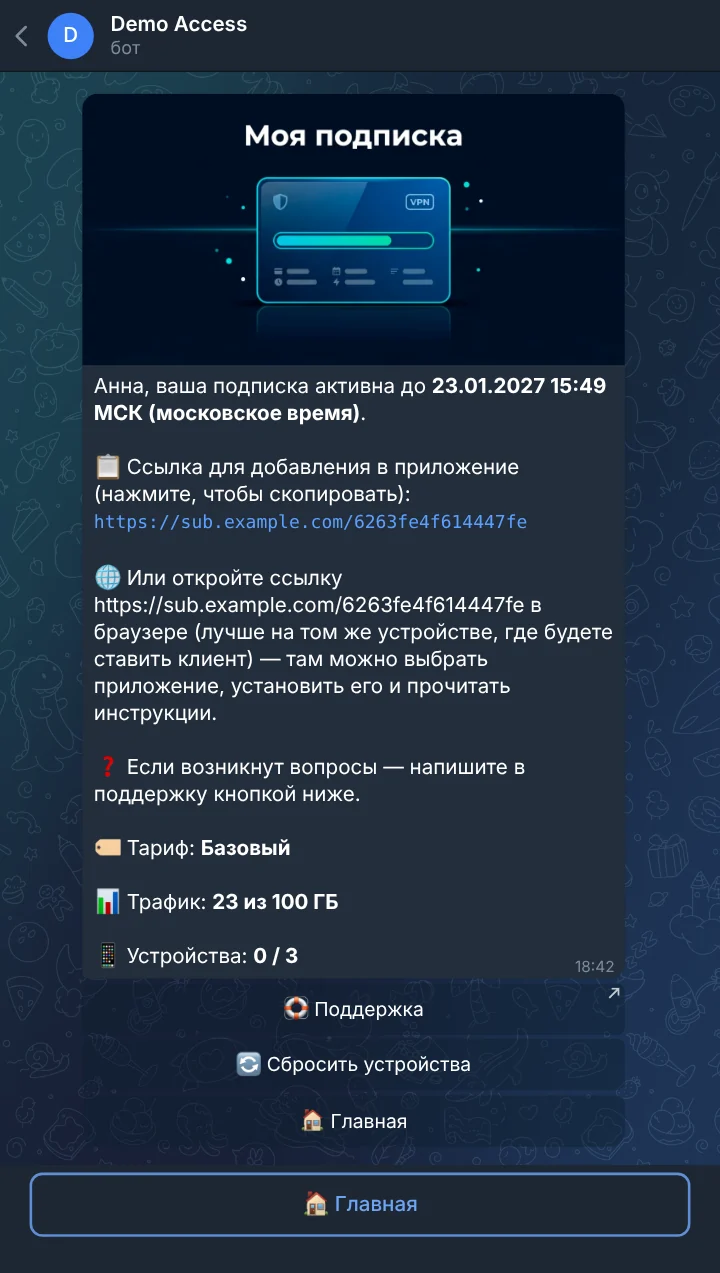 D
Demo Access
бот
Моя подписка
VPN
Анна, ваша подписка активна до 23.01.2027 15:49
МСК (московское время).
📋 Ссылка для добавления в приложение
(нажмите, чтобы скопировать):
https://sub.example.com/6263fe4f614447fe
🌐 Или откройте ссылку
https://sub.example.com/6263fe4f614447fe в
браузере (лучше на том же устройстве, где будете
ставить клиент) — там можно выбрать
приложение, установить его и прочитать
инструкции.
❓ Если возникнут вопросы — напишите в
поддержку кнопкой ниже.
🏷️ Тариф: Базовый
📊 Трафик: 23 из 100 ГБ
📱 Устройства: 0 / 3
18:42
🛟 Поддержка
🔄 Сбросить устройства
🏠 Главная
🏠 Главная